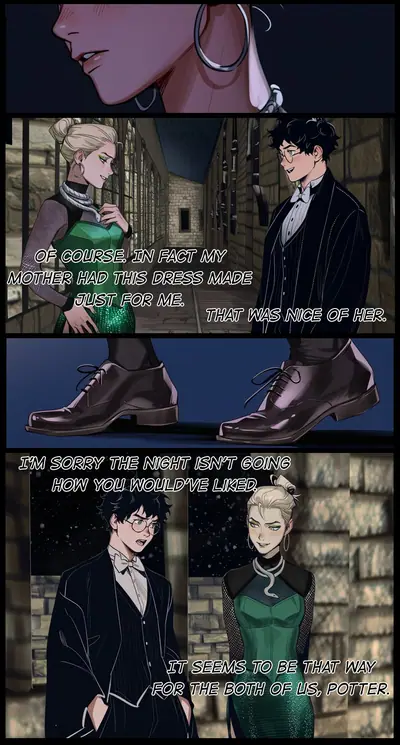 OF COURSE. IN FACT MY
MOTHER HAD THIS DRESS MADE
JUST FOR ME.
THAT WAS NICE OF HER.
I'M SORRY THE NIGHT ISN'T GOING
HOW YOU WOULD'VE LIKED.
IT SEEMS TO BE THAT WAY
FOR THE BOTH OF US, POTTER.